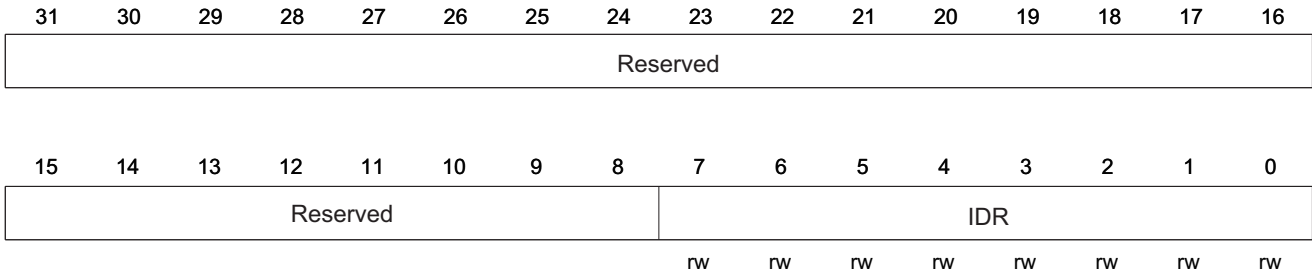 31 30 29 28 27 26 25 24 23 22 21 20 19 18 17 16
Reserved
15 14 13 12 11 10 9 8 7 6 5 4 3 2 1 0
Reserved IDR
rw rw rw rw rw rw rw rw